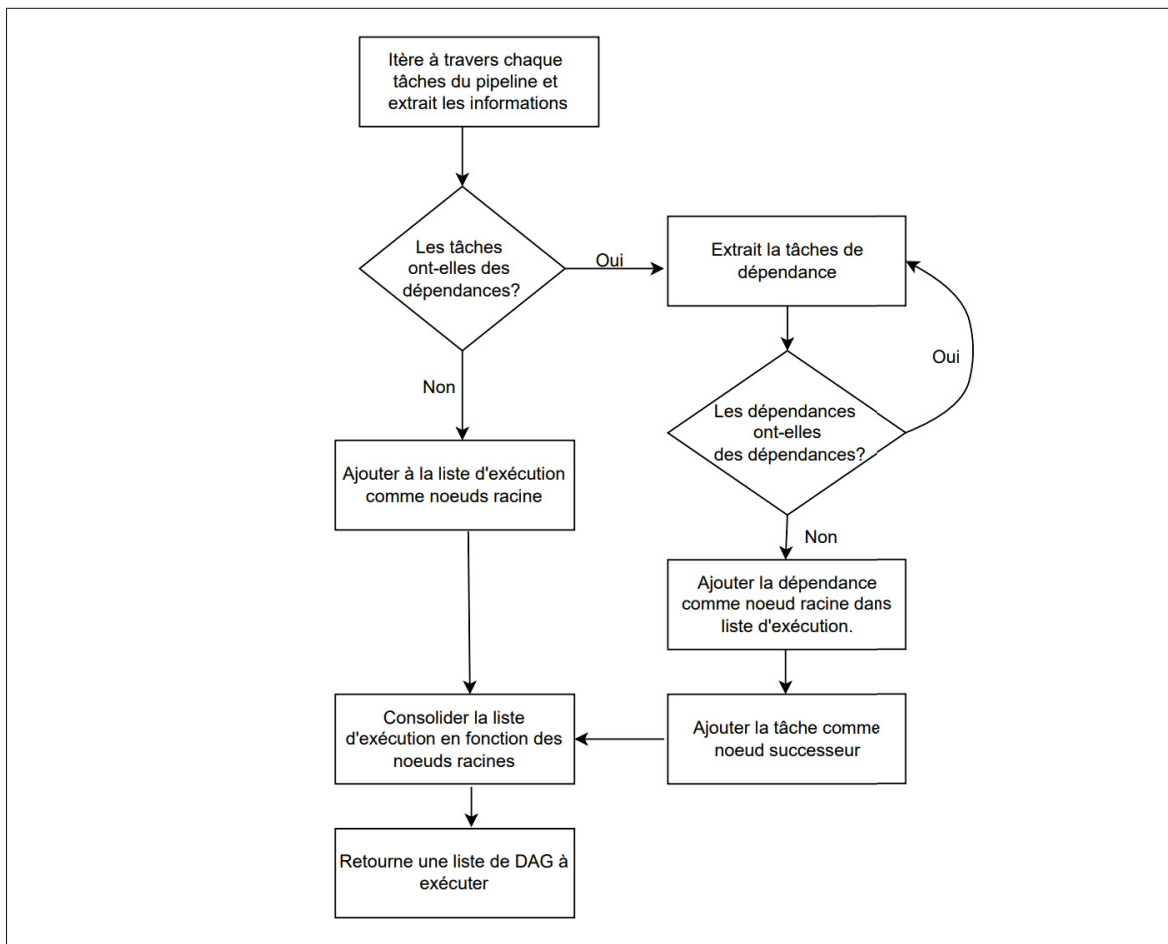 Itère à travers chaque
tâches du pipeline et
extrait les informations
Les tâches
ont-elles des
dépendances?
Oui
Extrait la tâches de
dépendance
Oui
Non
Les dépendances
ont-elles
des dépendances?
Ajouter à la liste d'exécution
comme noeuds racine
Non
Ajouter la dépendance
comme noeud racine dans
liste d'exécution.
Consolider la liste
d'exécution en fonction des
noeuds racines
Ajouter la tâche comme
noeud successeur
Retourne une liste de DAG à
exécuter